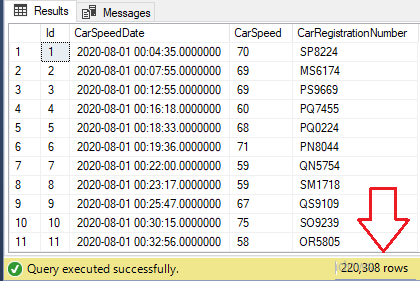 Results Messages
Id CarSpeedDate CarSpeed CarRegistrationNumber
1 1 2020-08-01 00:04:35.0000000 70 SP8224
2 2 2020-08-01 00:07:55.0000000 69 MS6174
3 3 2020-08-01 00:12:55.0000000 69 PS9669
4 4 2020-08-01 00:16:18.0000000 60 PQ7455
5 5 2020-08-01 00:18:33.0000000 68 PQ0224
6 6 2020-08-01 00:19:36.0000000 71 PN8044
7 7 2020-08-01 00:22:00.0000000 59 QN5754
8 8 2020-08-01 00:23:17.0000000 59 SM1718
9 9 2020-08-01 00:25:47.0000000 67 QS9109
10 10 2020-08-01 00:30:15.0000000 75 SO9239
11 11 2020-08-01 00:32:56.0000000 58 OR5805
Query executed successfully. 220,308 rows